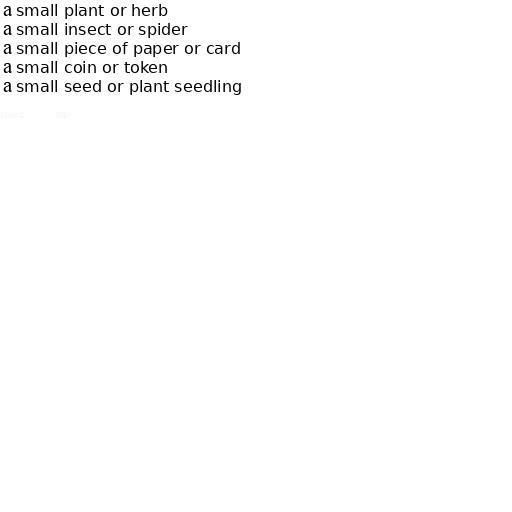 a small plant or herb
a small insect or spider
a small piece of paper or card
a small coin or token
a small seed or plant seedling